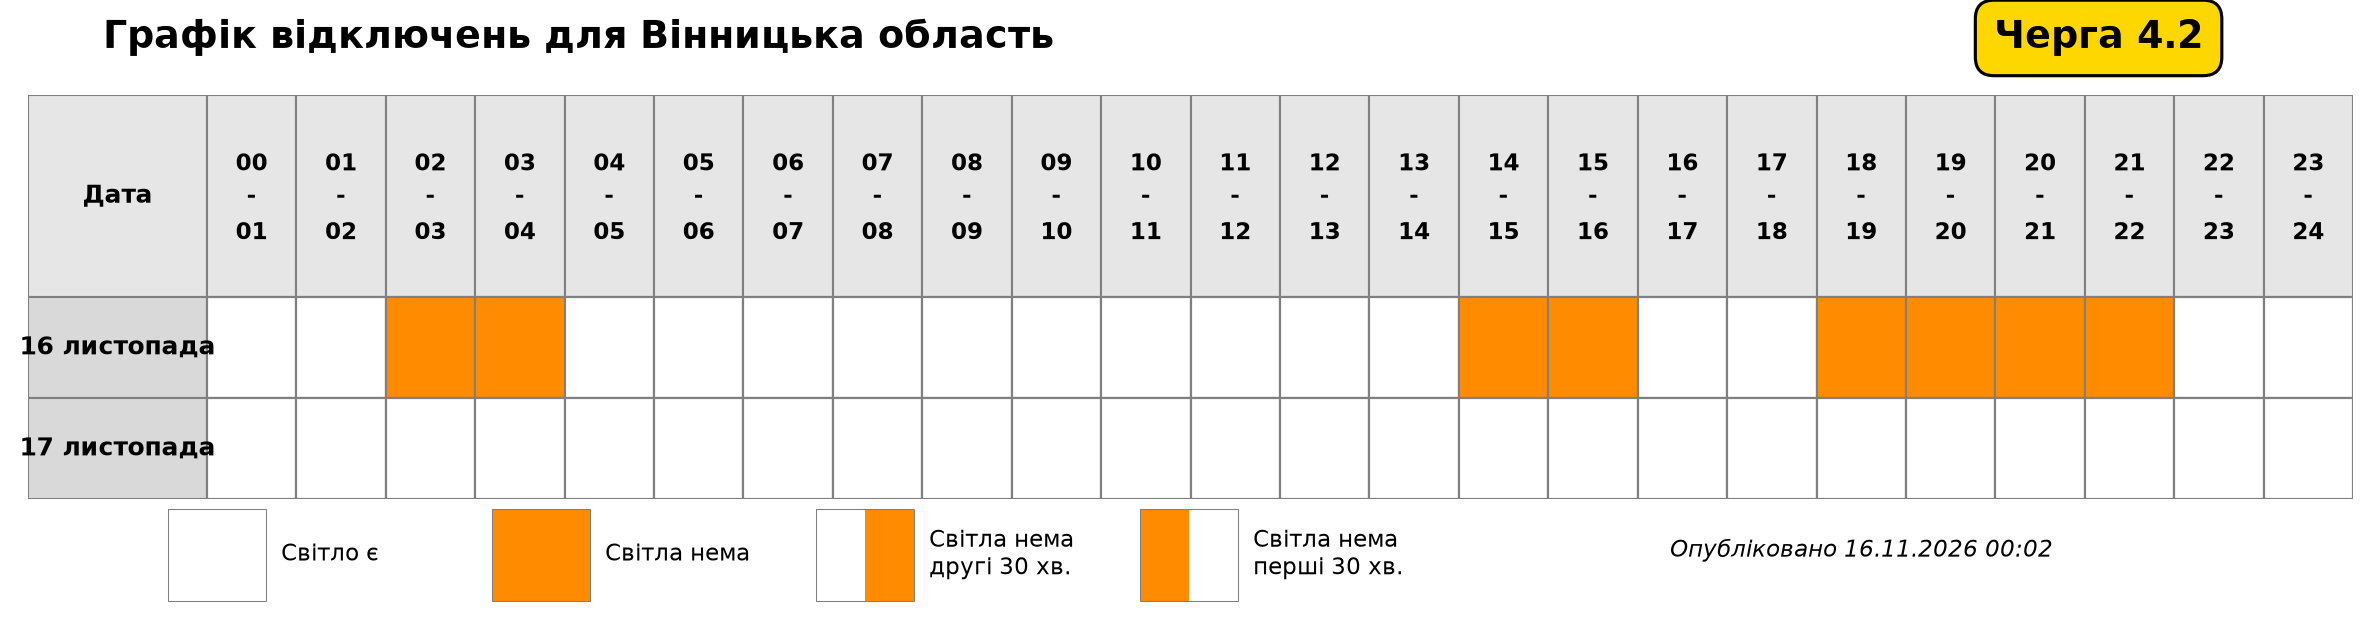 Графік відключень для Вінницька область
Черга 4.2
Дата
00 - 01
01 - 02
02 - 03
03 - 04
04 - 05
05 - 06
06 - 07
07 - 08
08 - 09
09 - 10
10 - 11
11 - 12
12 - 13
13 - 14
14 - 15
15 - 16
16 - 17
17 - 18
18 - 19
19 - 20
20 - 21
21 - 22
22 - 23
23 - 24
16 листопада
17 листопада
Світло є
Світла нема
Світла нема
другі 30 хв.
Світла нема
перші 30 хв.
Опубліковано 16.11.2026 00:02